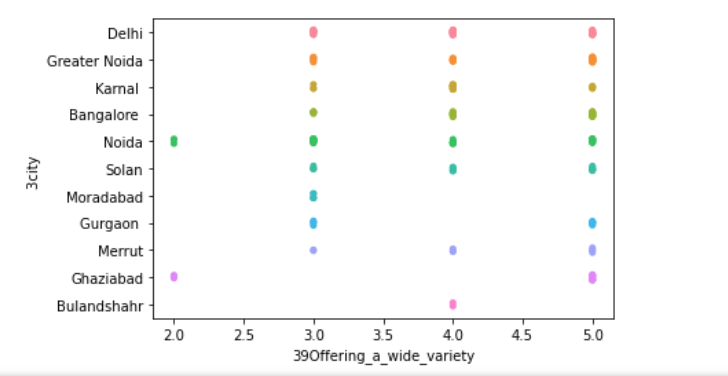 Delhi
Greater Noida
Karnal
Bangalore
Noida
Solan
Moradabad
Gurgaon
Merrut
Ghaziabad
Bulandshahr
3city
2.0 2.5 3.0 3.5 4.0 4.5 5.0
39Offering_a_wide_variety